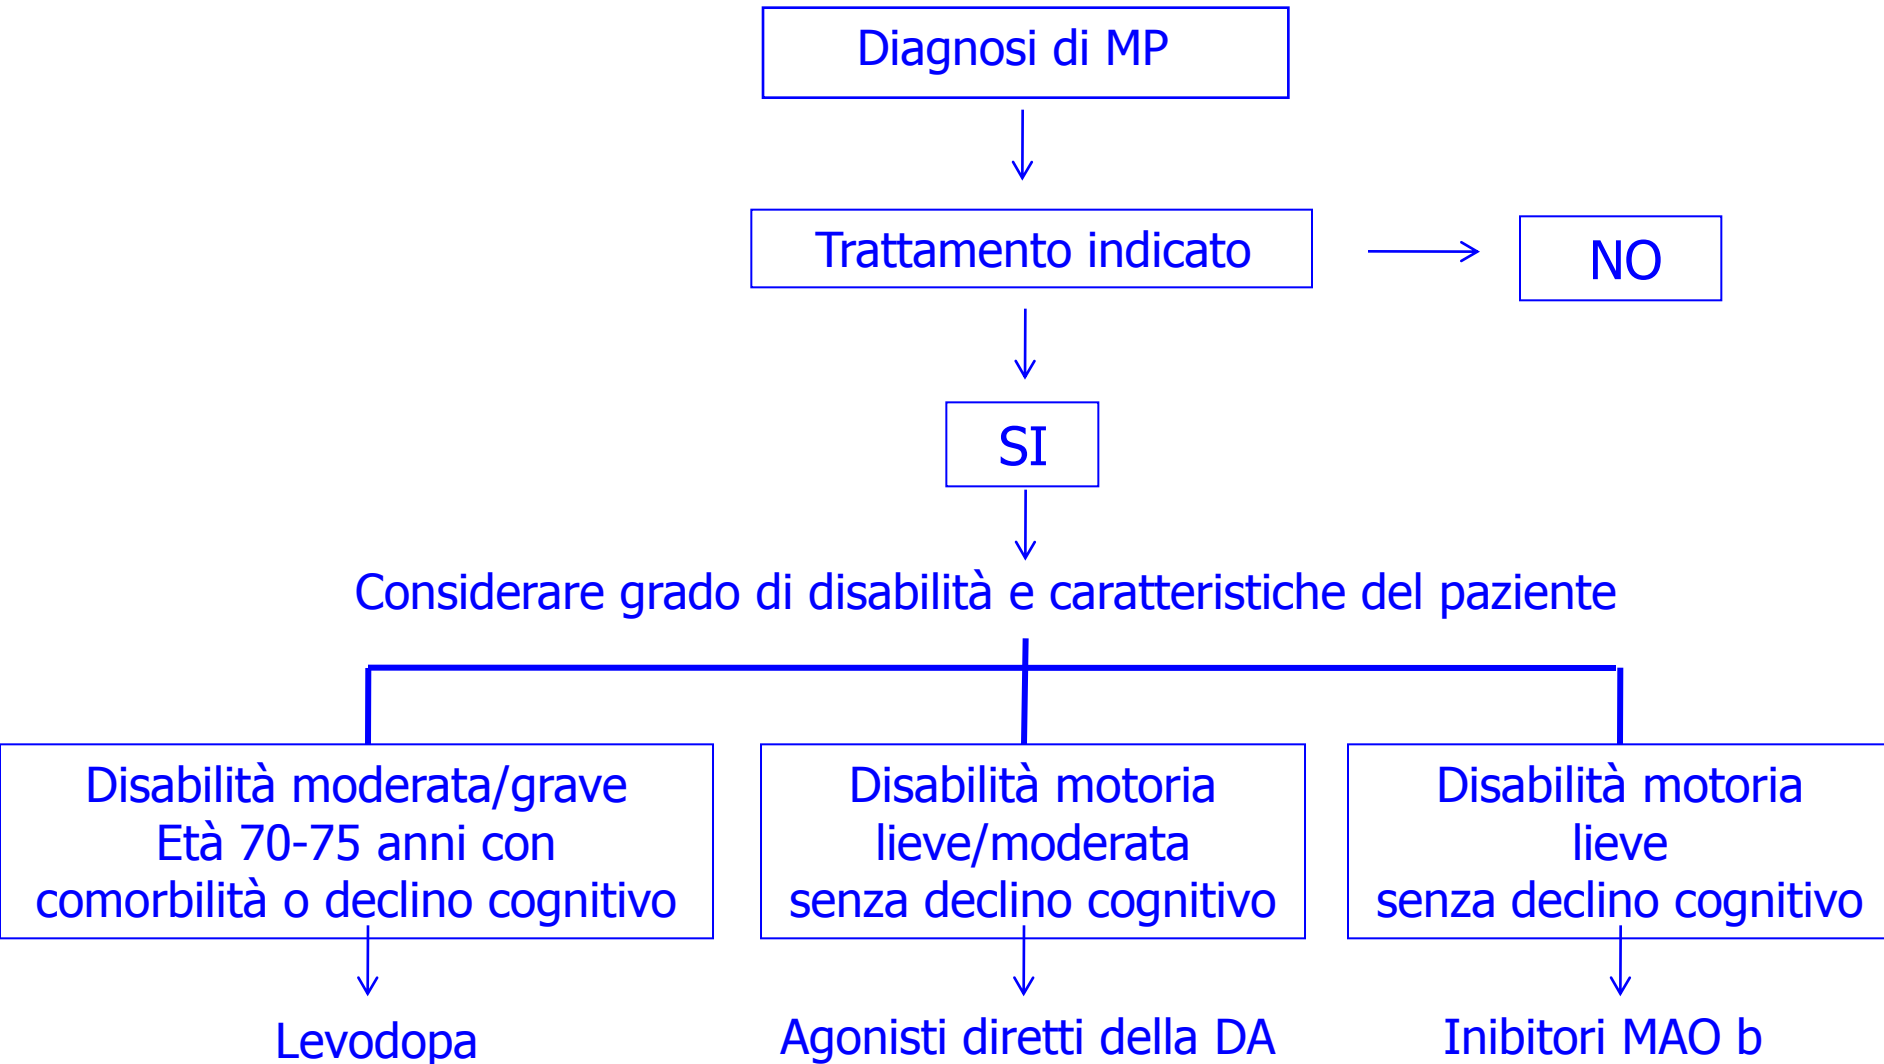 Diagnosi di MP
Trattamento indicato
NO
SI
Considerare grado di disabilità e caratteristiche del paziente
Disabilità moderata/grave
Età 70-75 anni con
comorbilità o declino cognitivo
Disabilità motoria
lieve/moderata
senza declino cognitivo
Disabilità motoria
lieve
senza declino cognitivo
Levodopa
Agonisti diretti della DA
Inibitori MAO b